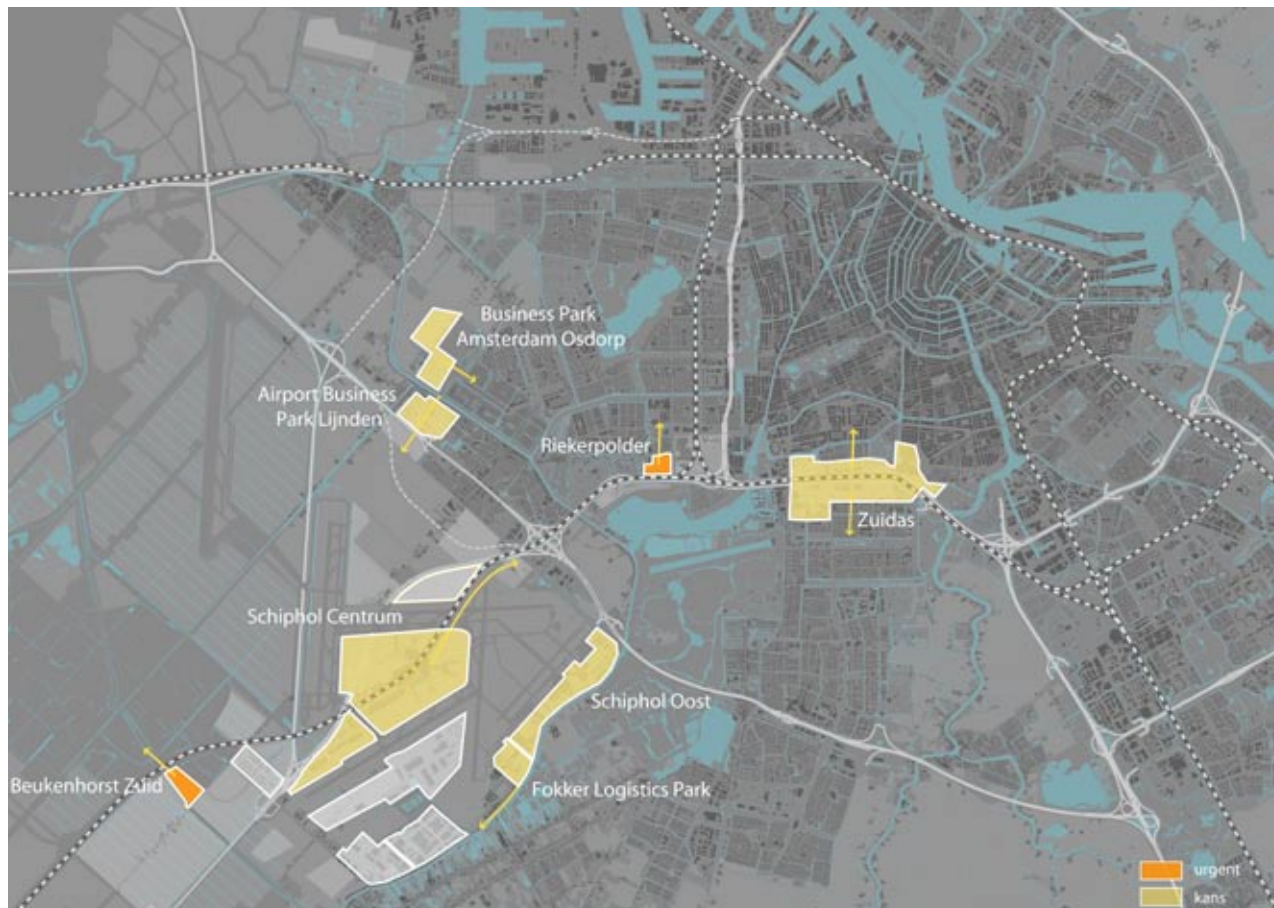 Business Park
Amsterdam Osdorp
Airport Business
Park Lijnden
Riekerpolder
Zuidas
Schiphol Centrum
Schiphol Oost
Beukenhorst Zuid
Fokker Logistics Park
urgent
kans